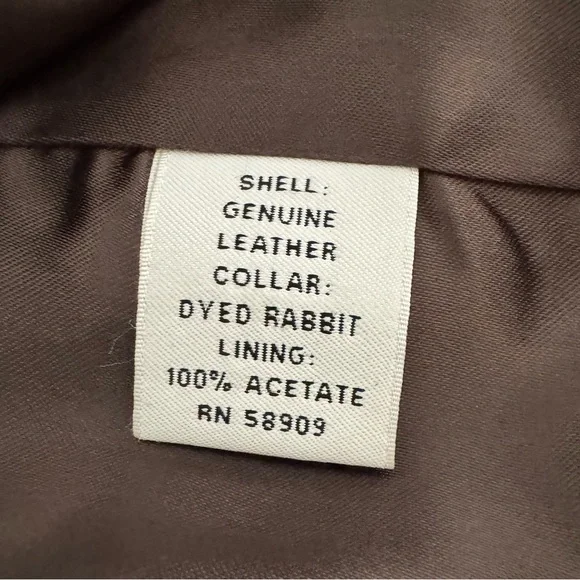 SHELL:
GENUINE
LEATHER
COLLAR:
DYED RABBIT
LINING:
100% ACETATE
RN 58909